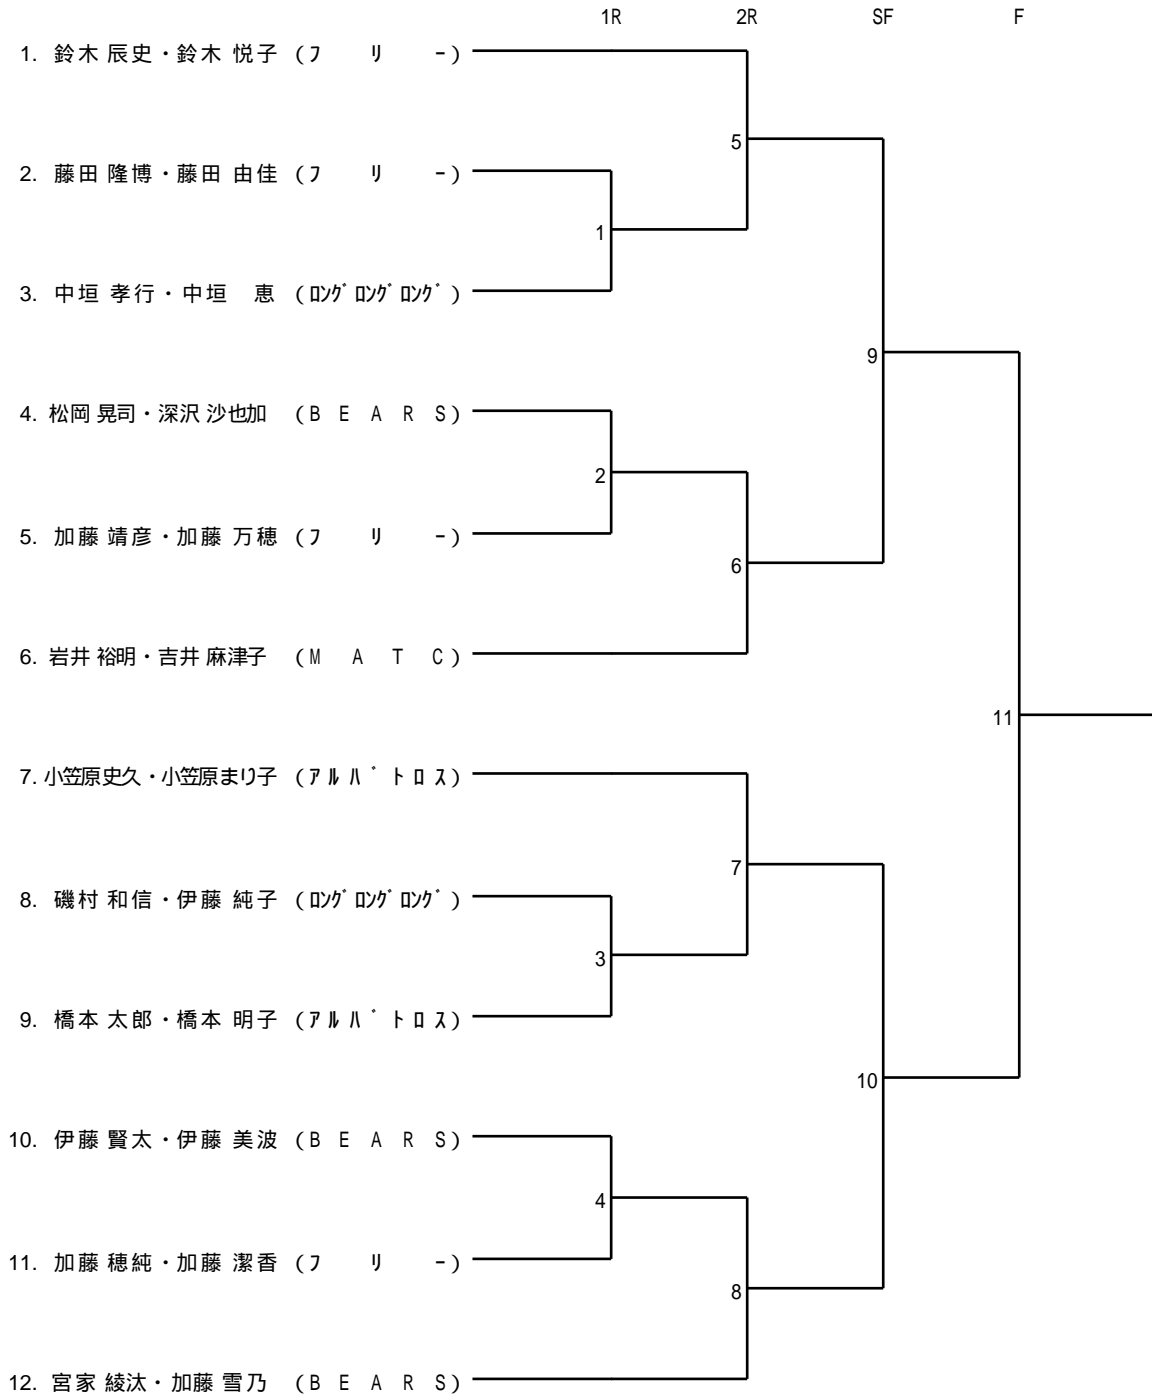 1R 2R SF F
1. 鈴木 辰史・鈴木 悦子 (ﾌ ﾘ ｰ)
5
2. 藤田 隆博・藤田 由佳 (ﾌ ﾘ ｰ)
1
3. 中垣 孝行・中垣 恵 (ﾛﾝｸﾞﾛﾝｸﾞﾛﾝｸﾞ)
9
4. 松岡 晃司・深沢 沙也加 (B E A R S)
2
5. 加藤 靖彦・加藤 万穂 (ﾌ ﾘ ｰ)
6
6. 岩井 裕明・吉井 麻津子 (M A T C)
11
7. 小笠原史久・小笠原まり子 (ｱ ﾙ ﾊ ﾞ ﾄ ﾛ ｽ)
7
8. 磯村 和信・伊藤 純子 (ﾛﾝｸﾞﾛﾝｸﾞﾛﾝｸﾞ)
3
9. 橋本 太郎・橋本 明子 (ｱ ﾙ ﾊ ﾞ ﾄ ﾛ ｽ)
10
10. 伊藤 賢太・伊藤 美波 (B E A R S)
4
11. 加藤 穂純・加藤 潔香 (ﾌ ﾘ ｰ)
8
12. 宮家 綾汰・加藤 雪乃 (B E A R S)